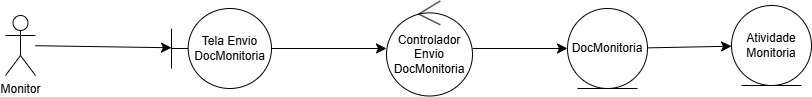 Monitor
Tela Envio
DocMonitoria
Controlador
Envio
DocMonitoria
DocMonitoria
Atividade
Monitoria